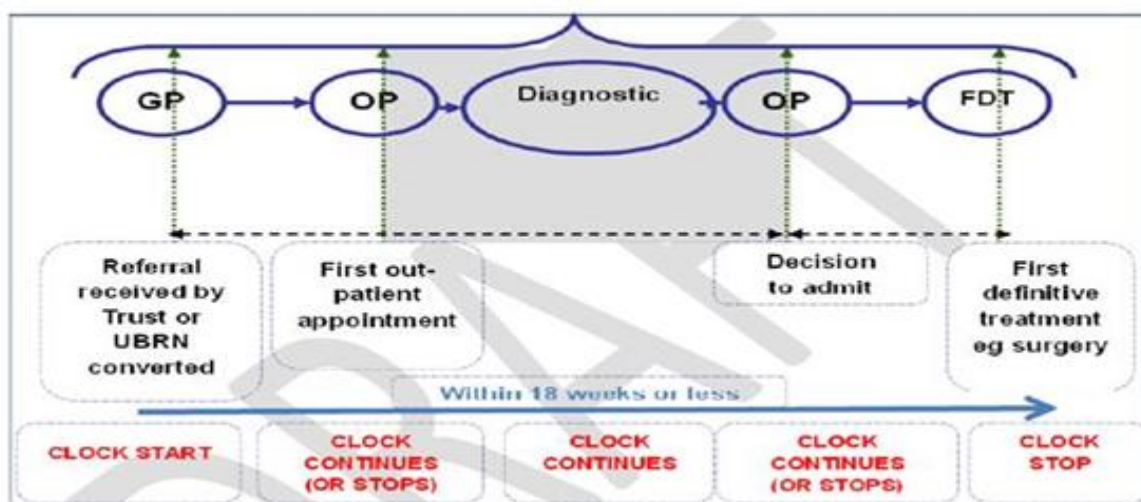 GP
OP
Diagnostic
OP
FDT
Referral
received by
Trust or
UBRN
converted
First out-
patient
appointment
Decision
to admit
First
definitive
treatment
eg surgery
Within 18 weeks or less
CLOCK START
CLOCK
CONTINUES
(OR STOPS)
CLOCK
CONTINUES
CLOCK
CONTINUES
(OR STOPS)
CLOCK
STOP
DRAFT